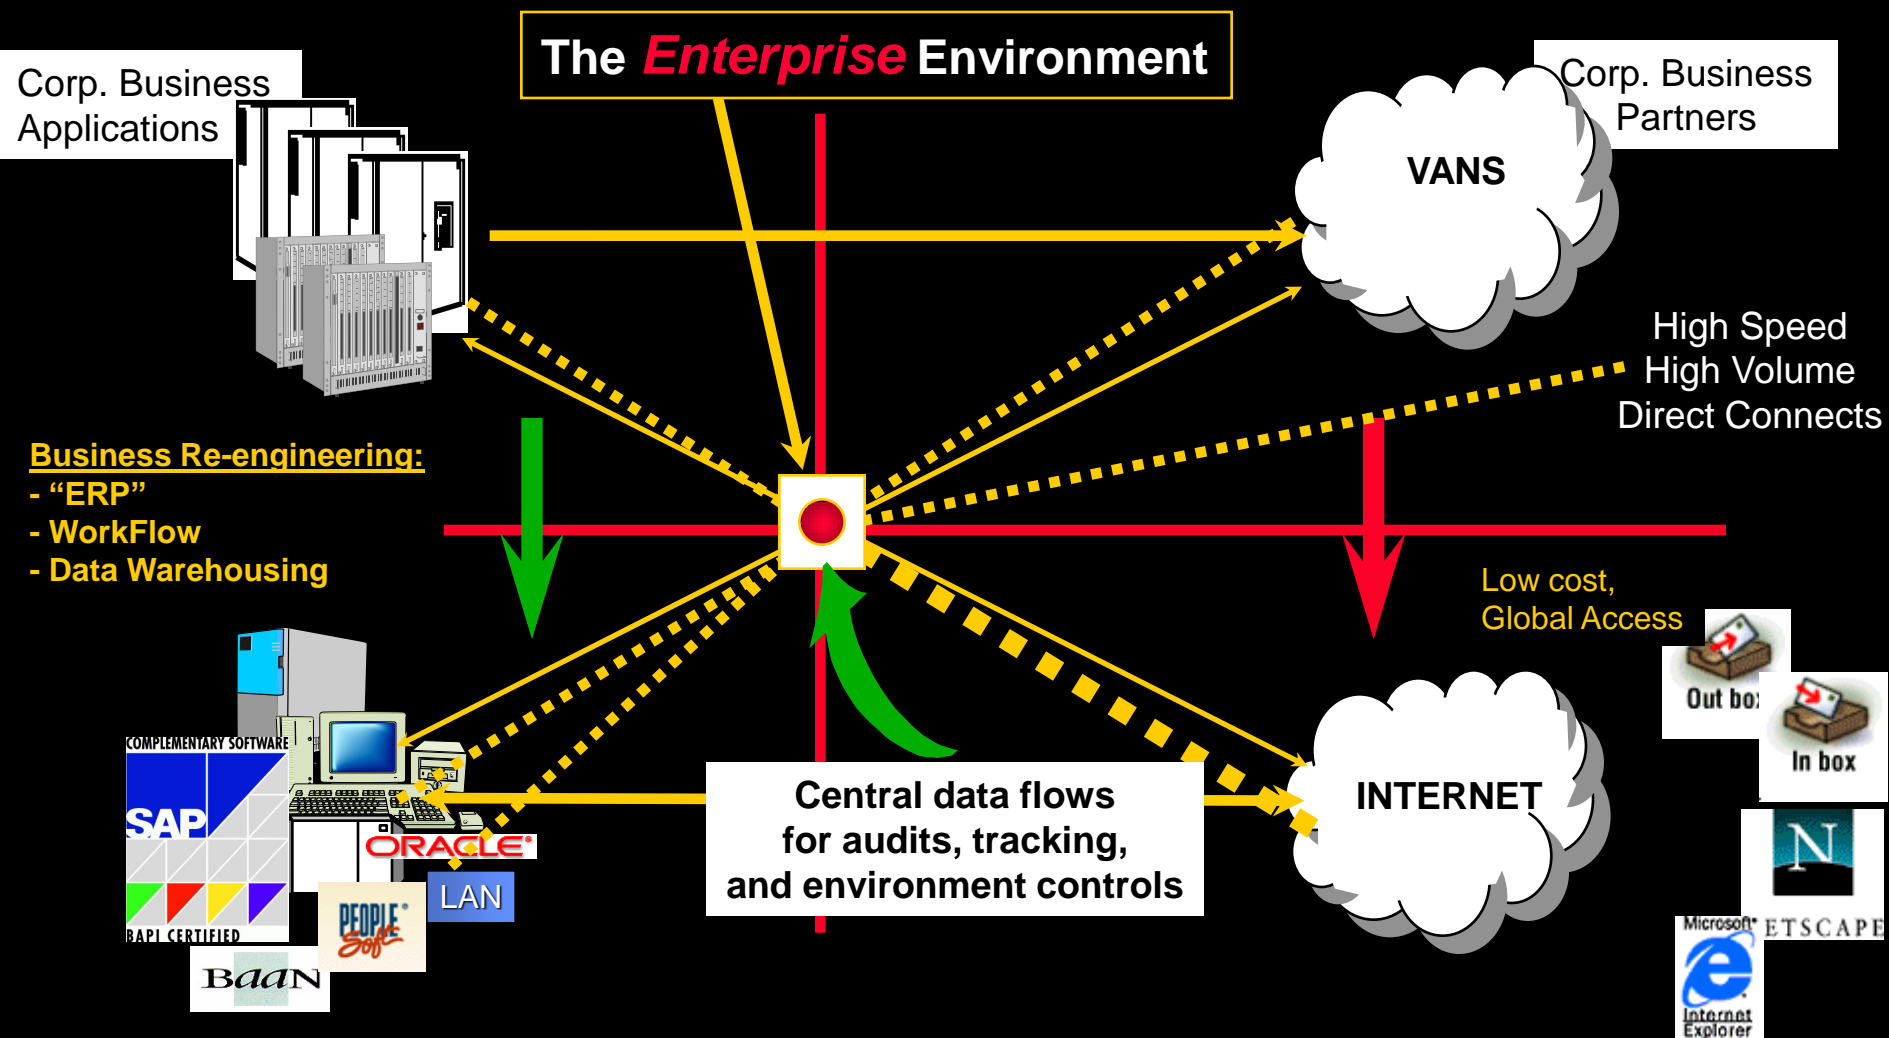 The Enterprise Environment
Corp. Business
Applications
Corp. Business
Partners
VANS
High Speed
High Volume
Direct Connects
Business Re-engineering:
- “ERP”
- WorkFlow
- Data Warehousing
Low cost,
Global Access
Out box
In box
COMPLEMENTARY SOFTWARE
SAP
BAPI CERTIFIED
ORACLE®
LAN
PEOPLE®
Soft
BaaN
Central data flows
for audits, tracking,
and environment controls
INTERNET
N
ETSCAPE
Microsoft®
Internet
Explorer